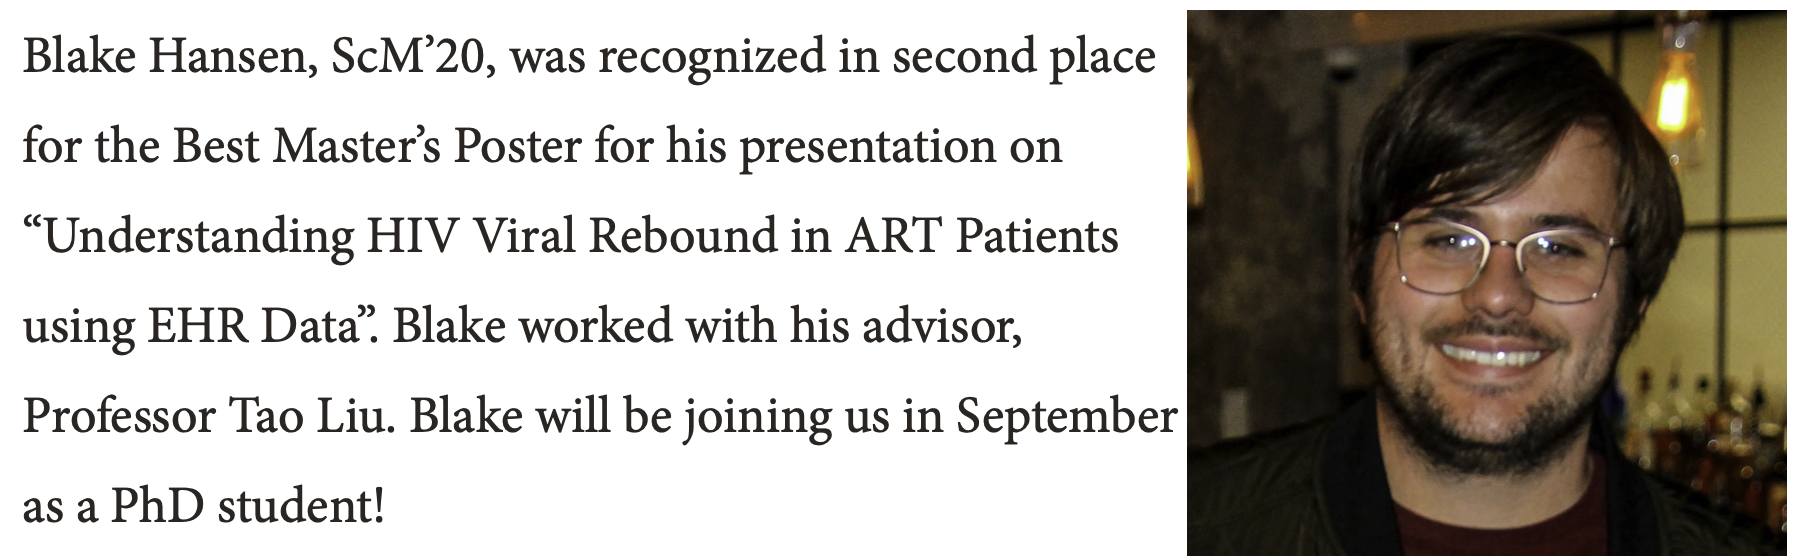 Blake Hansen, ScM’20, was recognized in second place
for the Best Master’s Poster for his presentation on
“Understanding HIV Viral Rebound in ART Patients
using EHR Data”. Blake worked with his advisor,
Professor Tao Liu. Blake will be joining us in September
as a PhD student!